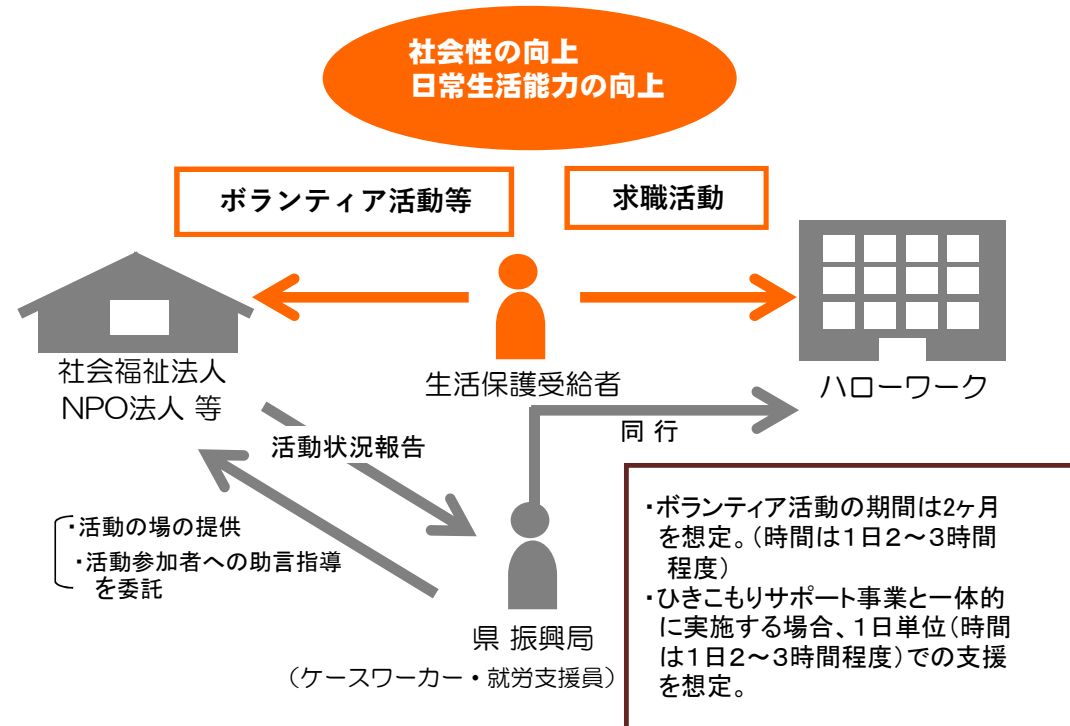 社会性の向上
日常生活能力の向上
ボランティア活動等
求職活動
社会福祉法人
NPO法人 等
生活保護受給者
ハローワーク
同 行
活動状況報告
・活動の場の提供
・活動参加者への助言指導
を委託
県 振興局
（ケースワーカー・就労支援員）
・ボランティア活動の期間は2ヶ月
を想定。（時間は1日２～３時間
程度）
・ひきこもりサポート事業と一体的
に実施する場合、１日単位（時間
は１日２～３時間程度）での支援
を想定。